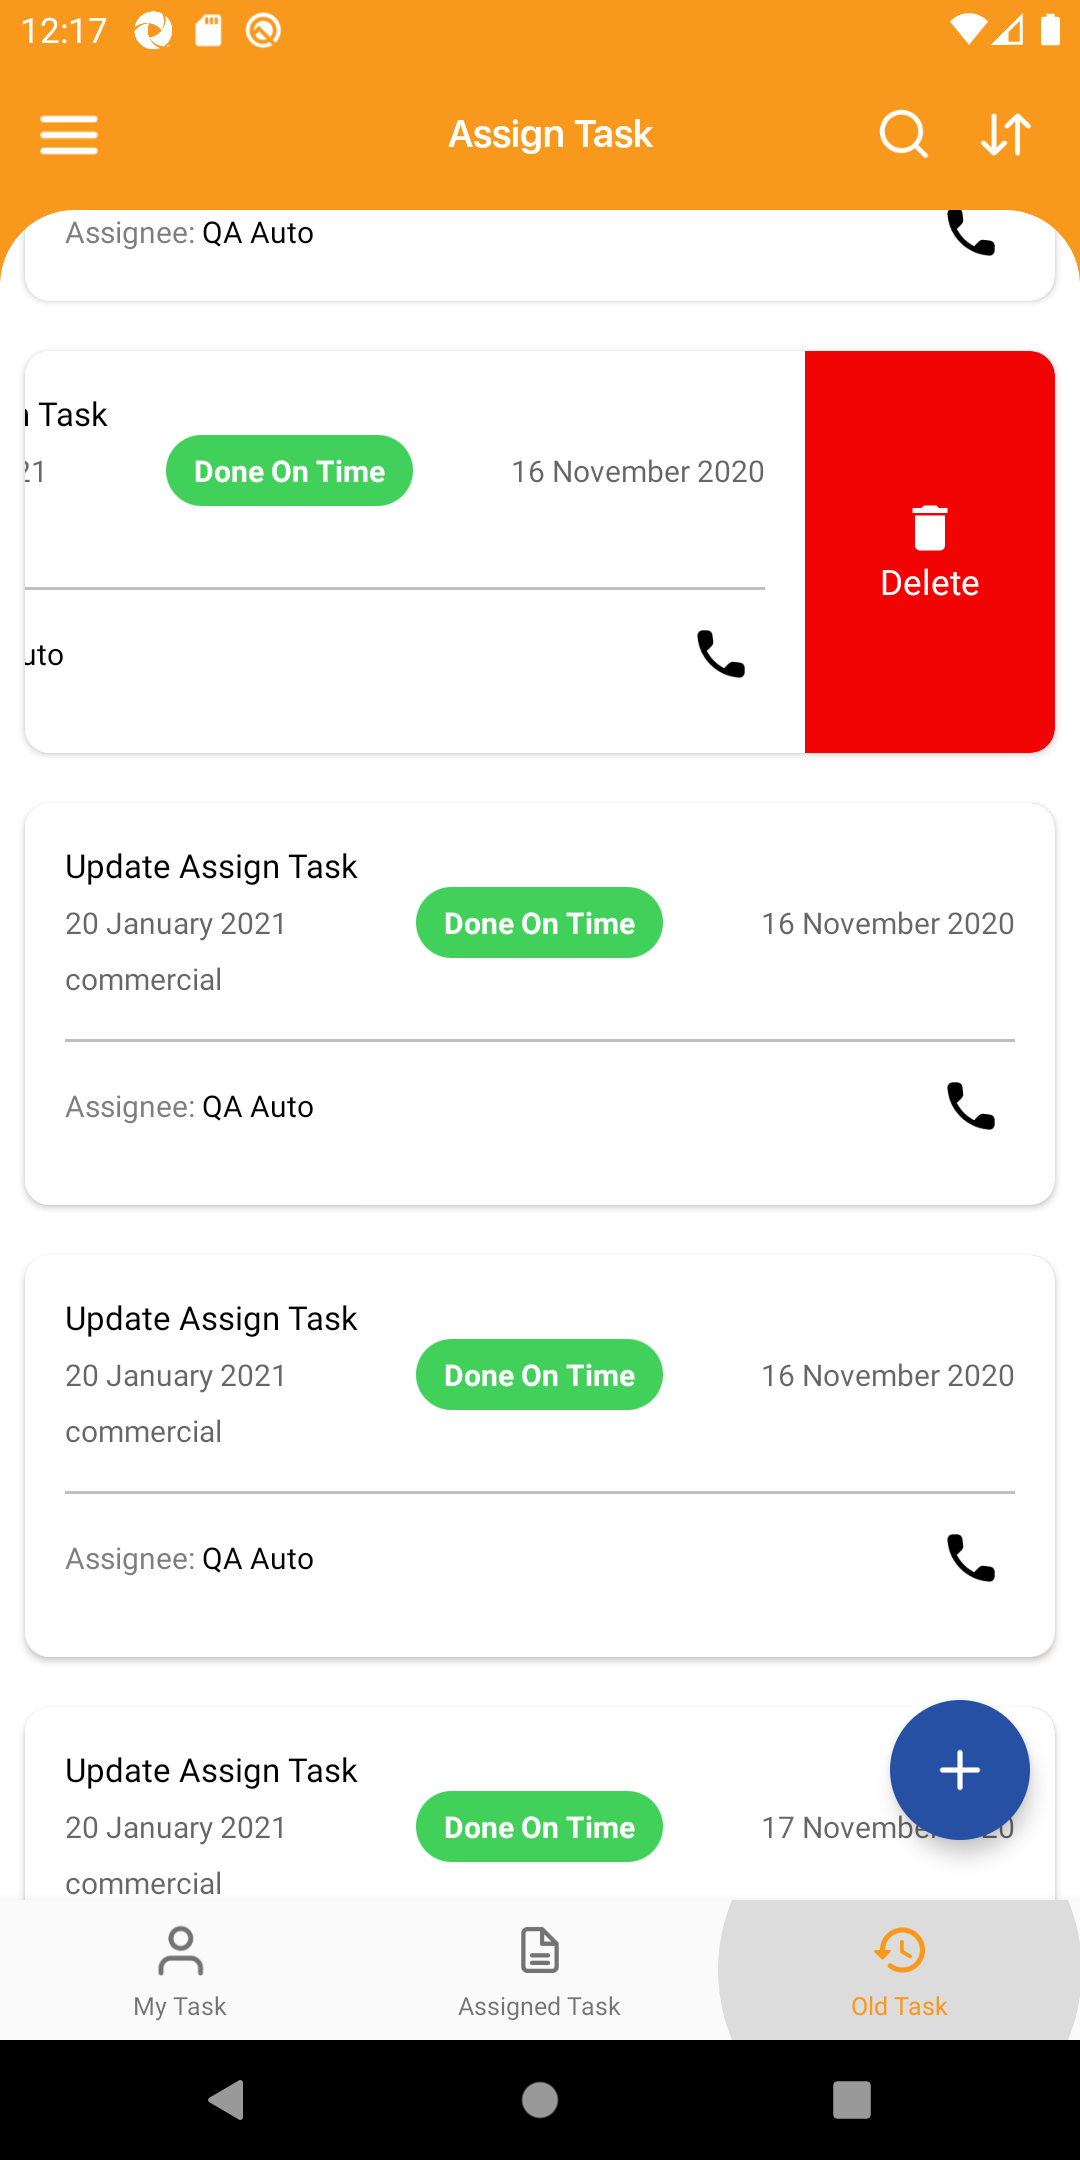 12:17
Assign Task
Assignee: QA Auto
Task
21 Done On Time 16 November 2020
Delete
uto
Update Assign Task
20 January 2021 Done On Time 16 November 2020
commercial
Assignee: QA Auto
Update Assign Task
20 January 2021 Done On Time 16 November 2020
commercial
Assignee: QA Auto
Update Assign Task
20 January 2021 Done On Time 17 November 2020
commercial
My Task Assigned Task Old Task